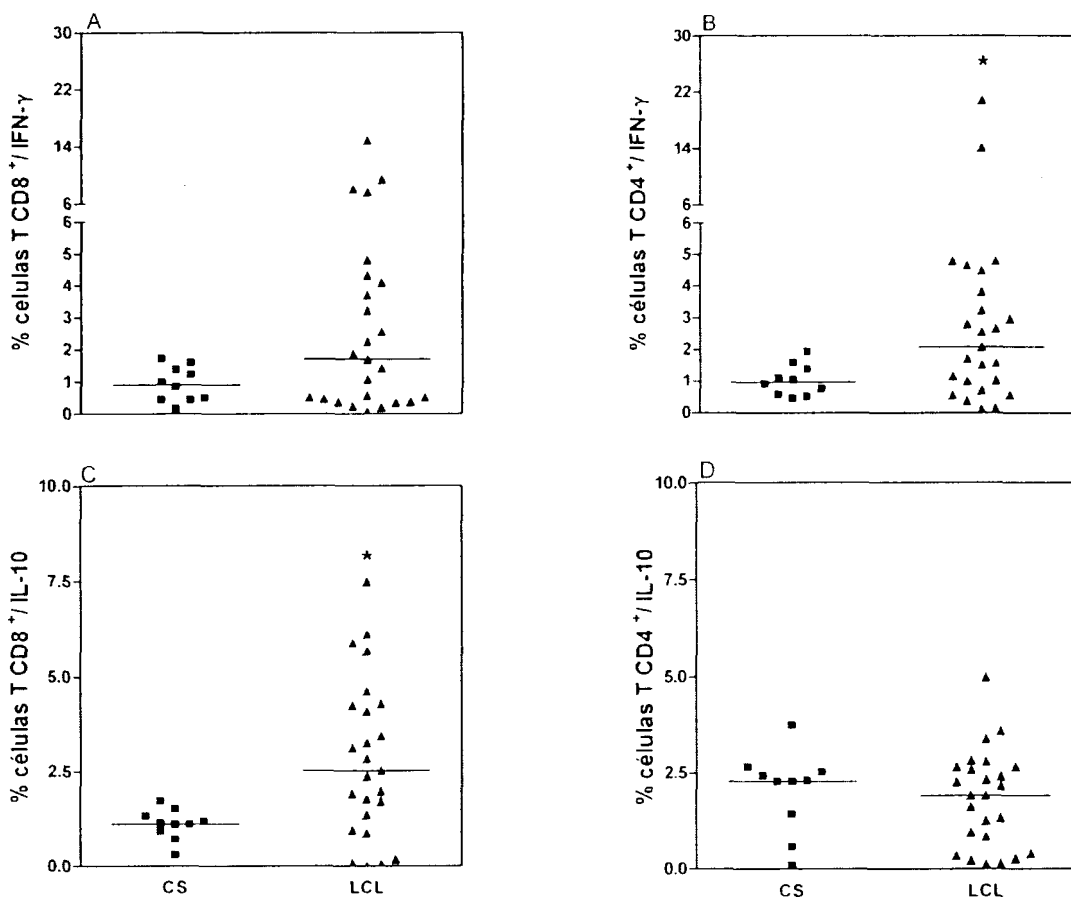 A
% células T CD8 +/ IFN-γ
30
22
14
6
6
5
4
3
2
1
0
B
% células T CD4 +/ IFN-γ
30
22
14
6
6
5
4
3
2
1
0
C
% células T CD8 +/ IL-10
10.0
7.5
5.0
2.5
0.0
CS
LCL
D
% células T CD4 +/ IL-10
10.0
7.5
5.0
2.5
0.0
CS
LCL